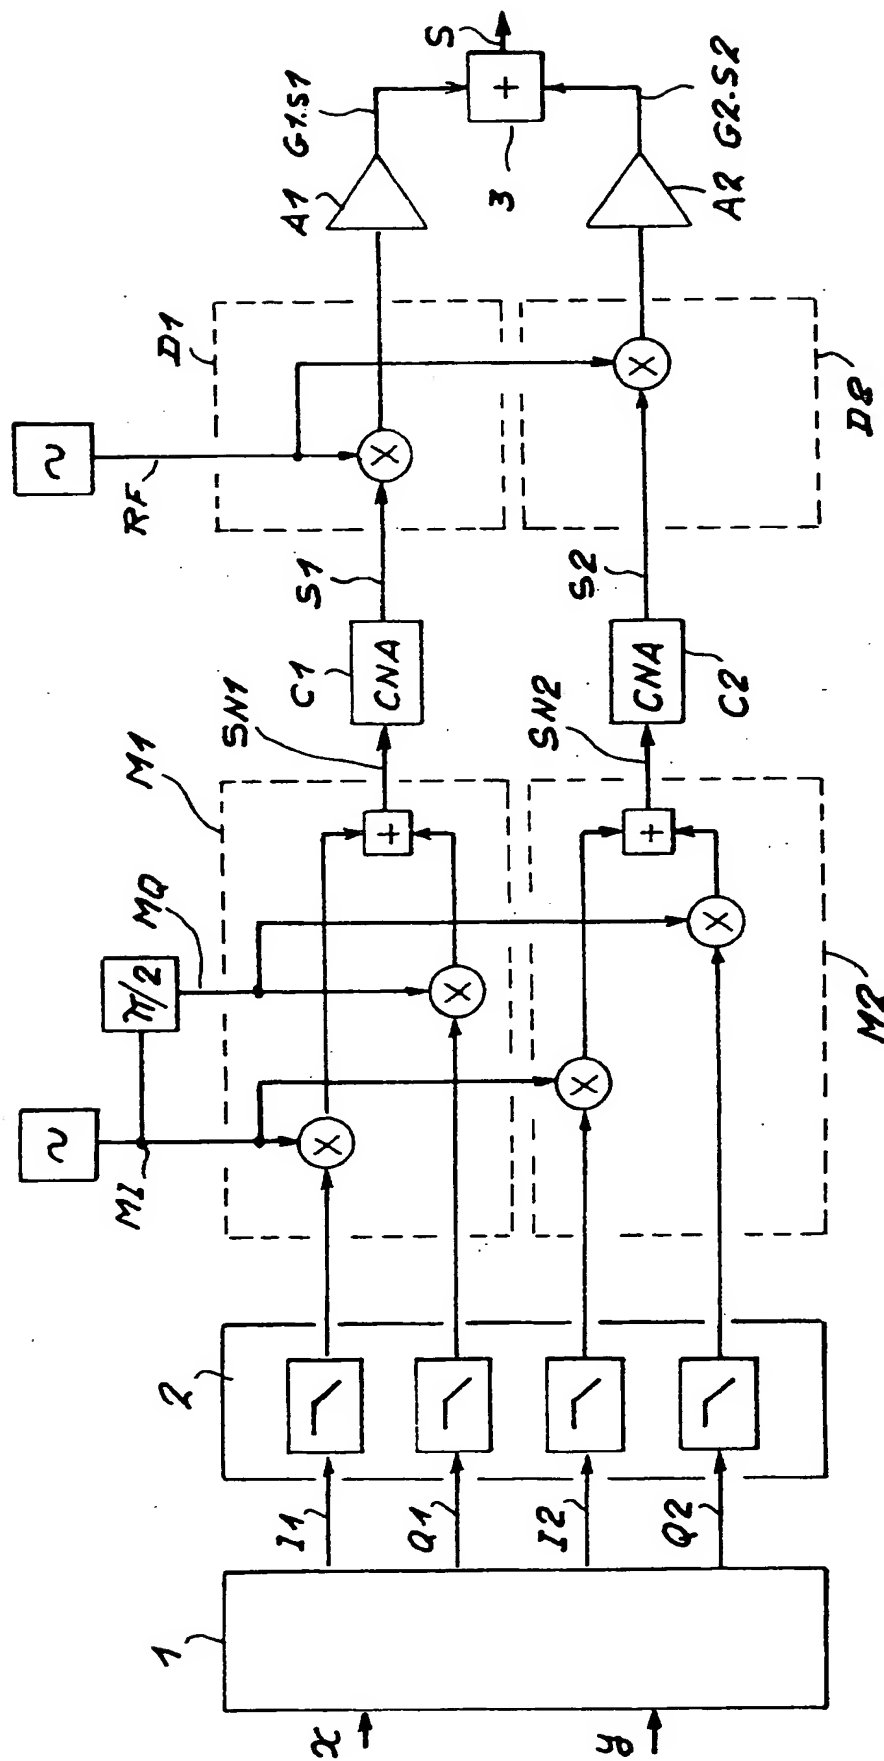 x
y
1
I1
Q1
I2
Q2
2
~
MI
π/2
MQ
M1
X
X
X
X
+
+
M2
SN1
SN2
C1
CNA
CNA
C2
S1
S2
~
RF
D1
X
X
D8
A1
A2
G1.S1
G2.S2
3
+
S